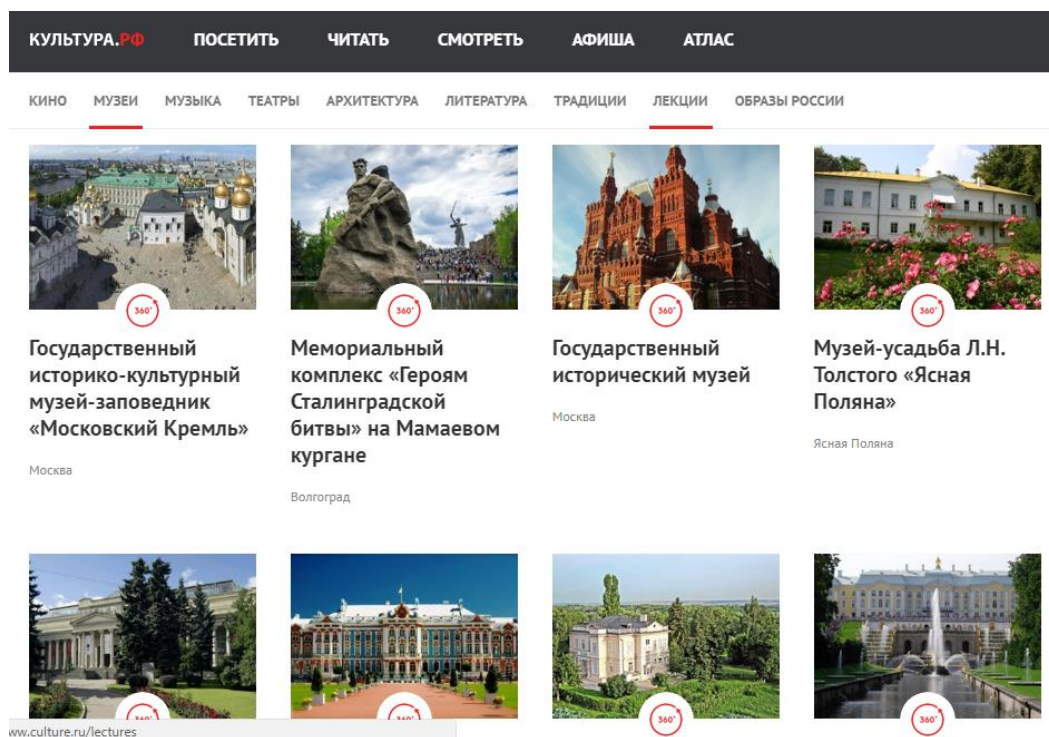 КУЛЬТУРА.РФ ПОСЕТИТЬ ЧИТАТЬ СМОТРЕТЬ АФИША АТЛАС
КИНО МУЗЕИ МУЗЫКА ТЕАТРЫ АРХИТЕКТУРА ЛИТЕРАТУРА ТРАДИЦИИ ЛЕКЦИИ ОБРАЗЫ РОССИИ
360°
360°
360°
360°
Государственный
историко-культурный
музей-заповедник
«Московский Кремль»
Москва
Мемориальный
комплекс «Героям
Сталинградской
битвы» на Мамаевом
кургане
Волгоград
Государственный
исторический музей
Москва
Музей-усадьба Л.Н.
Толстого «Ясная
Поляна»
Ясная Поляна
360°
360°
360°
360°
ww.culture.ru/lectures